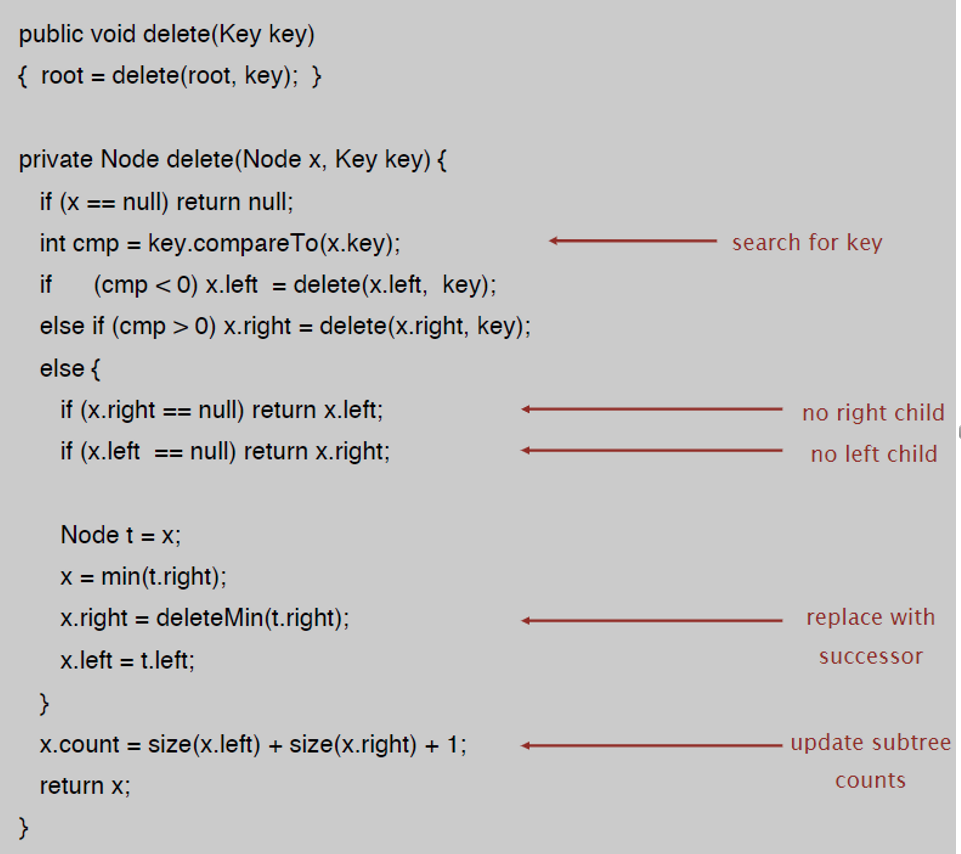 public void delete(Key key)
{ root = delete(root, key); }
private Node delete(Node x, Key key) {
if (x == null) return null;
int cmp = key.compareTo(x.key);
search for key
if (cmp < 0) x.left = delete(x.left, key);
else if (cmp > 0) x.right = delete(x.right, key);
else {
if (x.right == null) return x.left;
no right child
if (x.left == null) return x.right;
no left child
Node t = x;
x = min(t.right);
x.right = deleteMin(t.right);
replace with
successor
x.left = t.left;
}
x.count = size(x.left) + size(x.right) + 1;
update subtree
counts
return x;
}